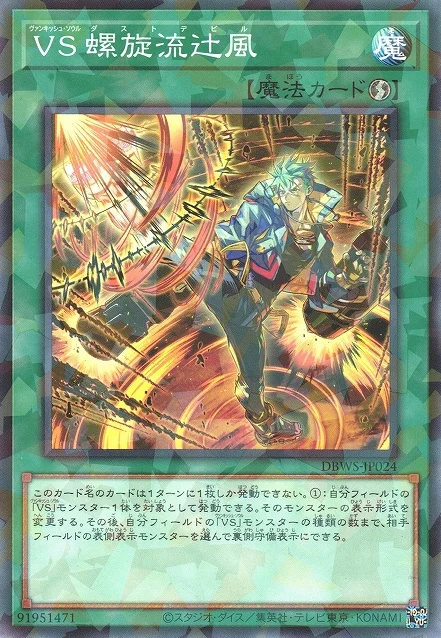 ヴァンキッシュ・ソウル ダストデビル
VS 螺旋流辻風
魔
まほう
【魔法カード】
DBWS-JP024
このカード名のカードは1ターンに1枚しか発動できない。①:自分フィールドの
「VS」モンスター1体を対象として発動できる。そのモンスターの表示形式を
変更する。その後、自分フィールドの「VS」モンスターの種類の数まで、相手
フィールドの表側表示モンスターを選んで裏側守備表示にできる。
91951471
©スタジオ・ダイス/集英社・テレビ東京・KONAMI